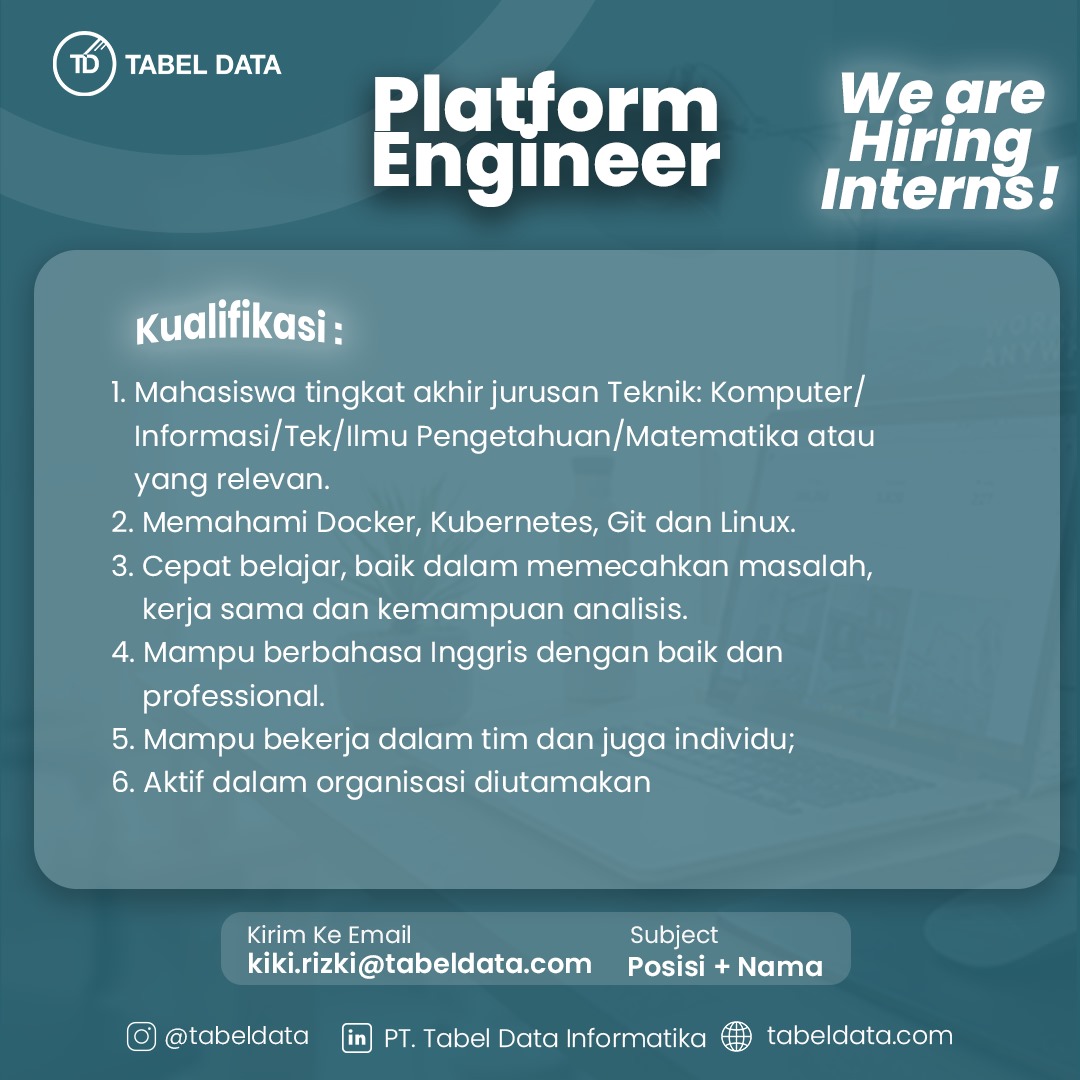 TD TABEL DATA
Platform
Engineer
We are
Hiring
Interns!
Kualifikasi :
1. Mahasiswa tingkat akhir jurusan Teknik: Komputer/
Informasi/Tek/Ilmu Pengetahuan/Matematika atau
yang relevan.
2. Memahami Docker, Kubernetes, Git dan Linux.
3. Cepat belajar, baik dalam memecahkan masalah,
kerja sama dan kemampuan analisis.
4. Mampu berbahasa Inggris dengan baik dan
professional.
5. Mampu bekerja dalam tim dan juga individu;
6. Aktif dalam organisasi diutamakan
Kirim Ke Email
kiki.rizki@tabeldata.com
Subject
Posisi + Nama
@tabeldata
in PT. Tabel Data Informatika
tabeldata.com